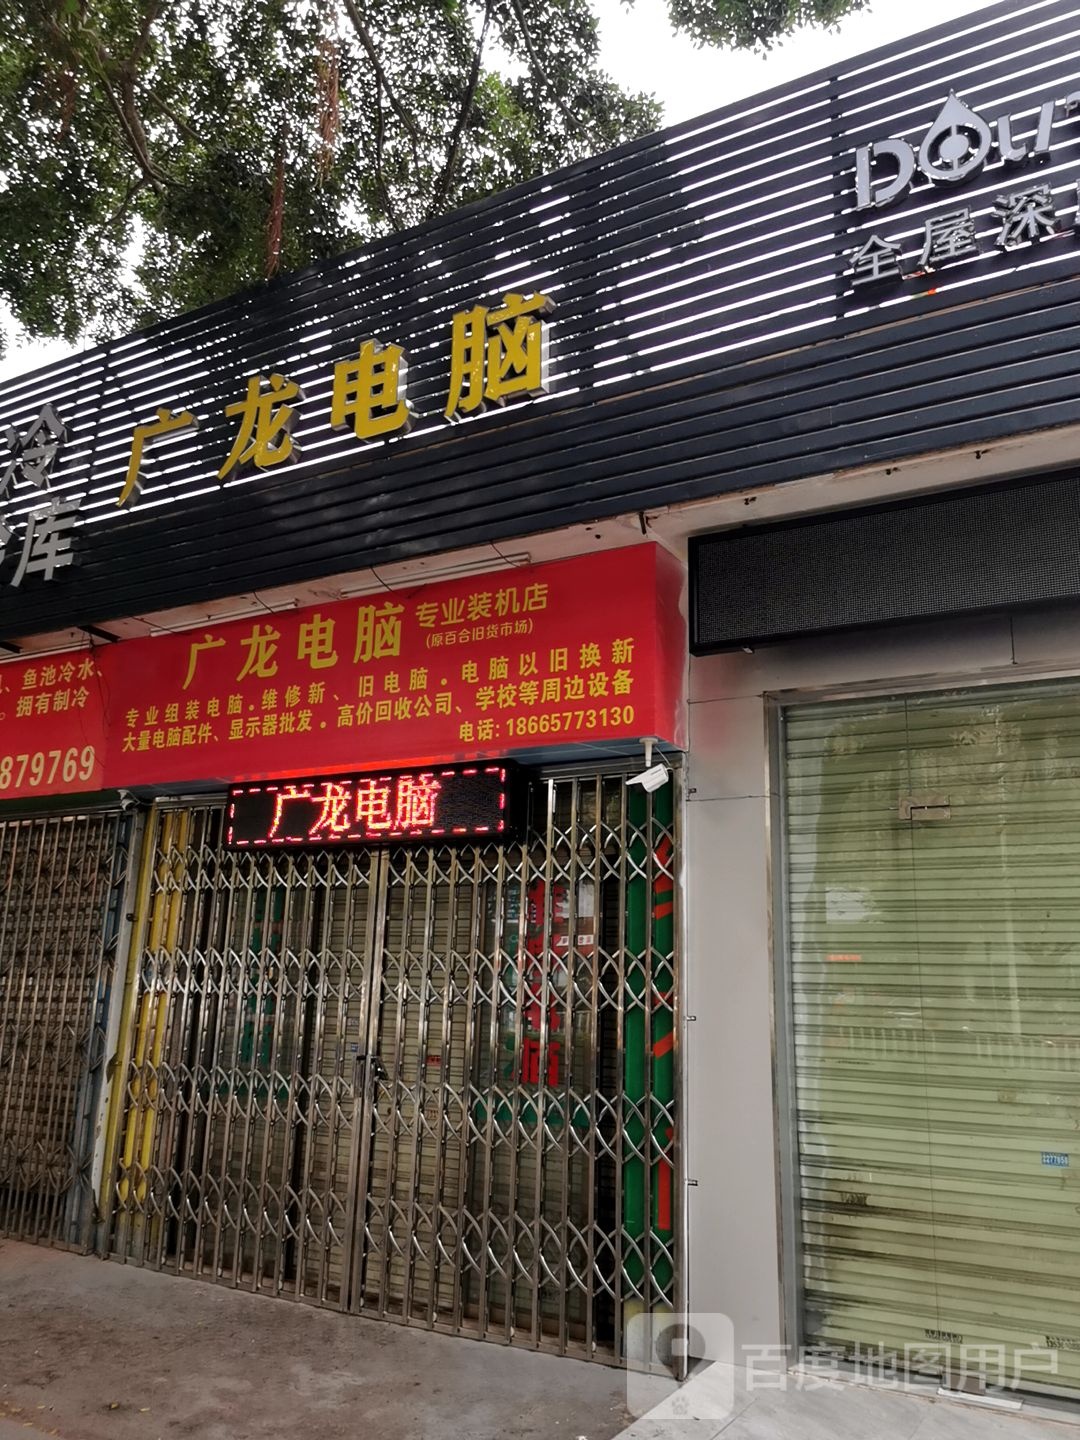 Dou
全屋深
广龙电脑
冷
库
广龙电脑 专业装机店
(原百合旧货市场)
专业组装电脑。维修新、旧电脑。电脑以旧换新
大量电脑配件、显示器批发。高价回收公司、学校等周边设备
电话:18665773130
、鱼池冷水、
。拥有制冷
879769
广龙电脑
百度地图用户